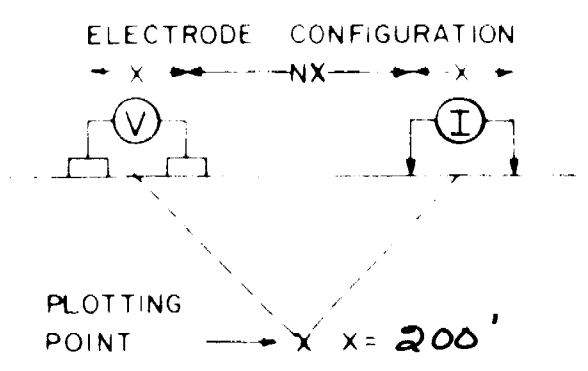 ELECTRODE CONFIGURATION
X NX X
V I
PLOTTING
POINT X X = 200'